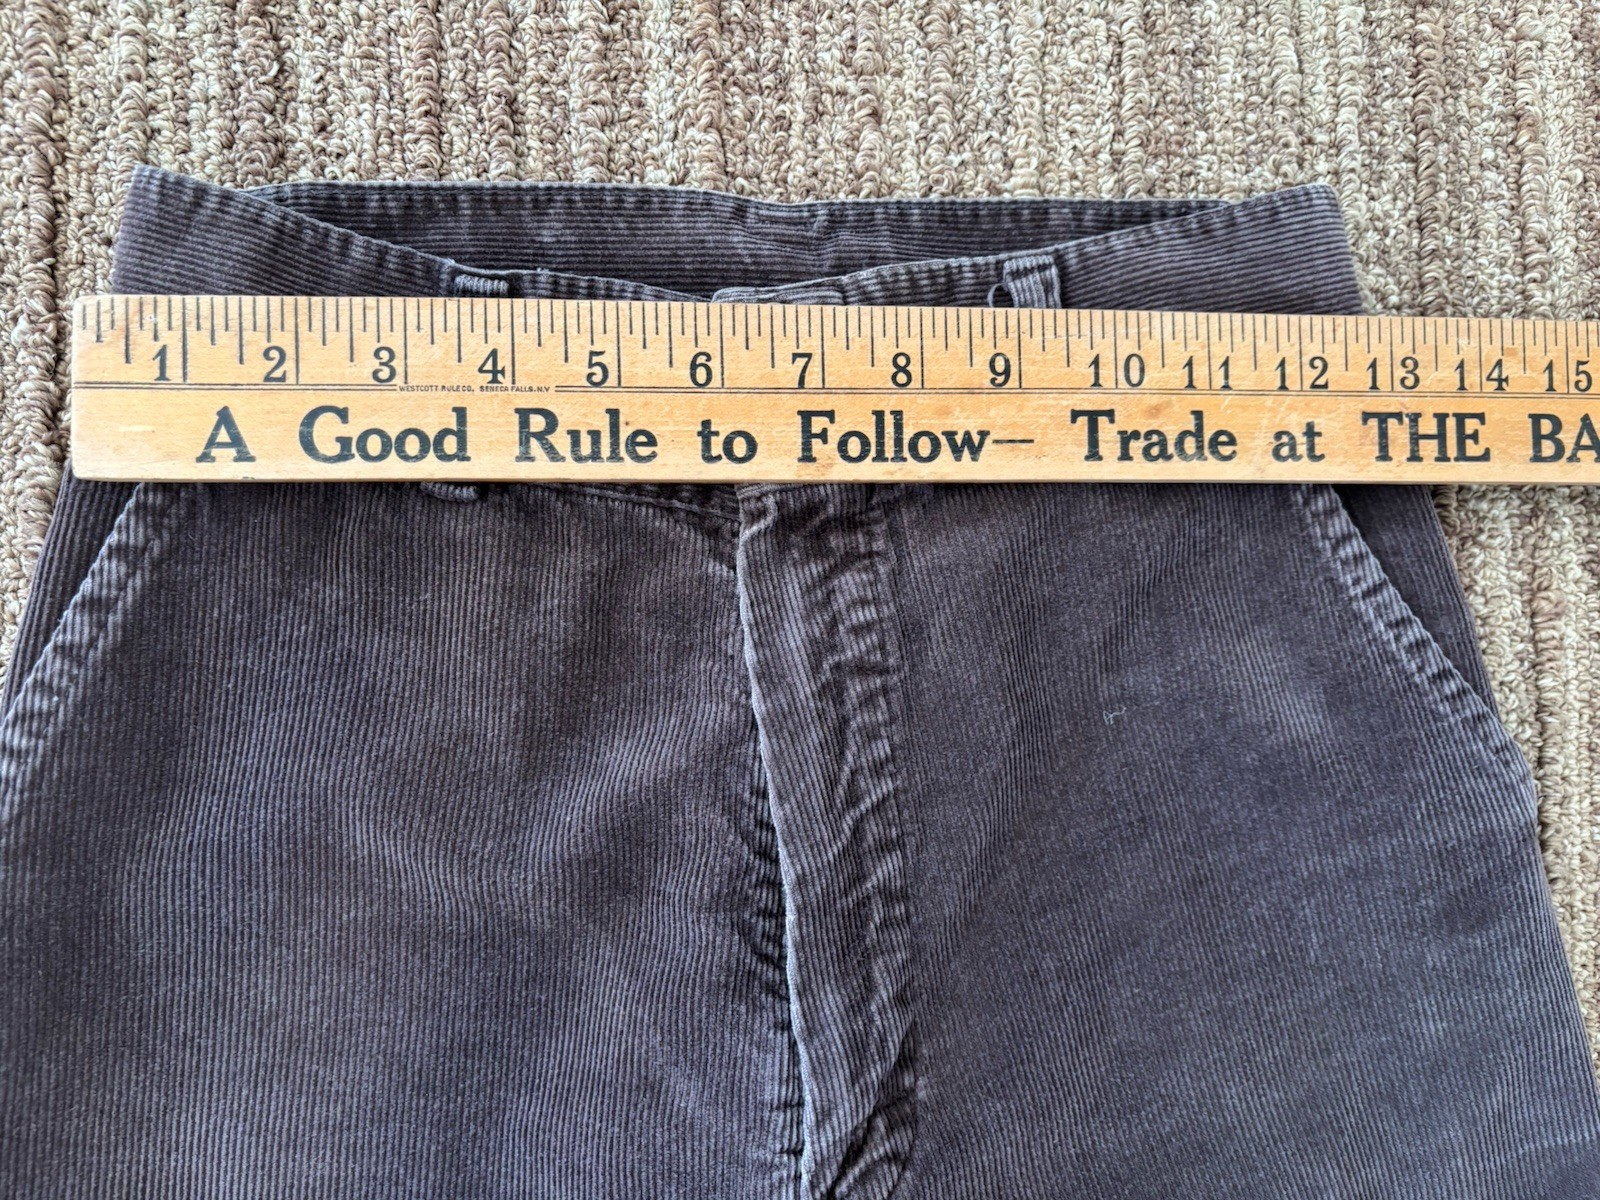 1 2 3 4 5 6 7 8 9 10 11 12 13 14 15
WESTCOTT RULE CO. SENECA FALLS, N.Y.
A Good Rule to Follow— Trade at THE BA